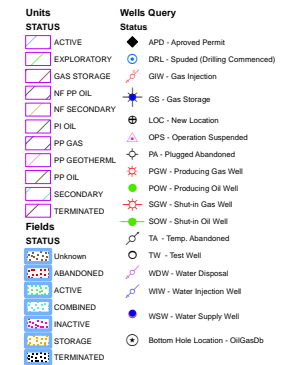 Units
STATUS
ACTIVE
EXPLORATORY
GAS STORAGE
NF PP OIL
NF SECONDARY
PI OIL
PP GAS
PP GEOTHERML
PP OIL
SECONDARY
TERMINATED
Fields
STATUS
Unknown
ABANDONED
ACTIVE
COMBINED
INACTIVE
STORAGE
TERMINATED
Wells Query
Status
APD - Aproved Permit
DRL - Spuded (Drilling Commenced)
GIW - Gas Injection
GS - Gas Storage
LOC - New Location
OPS - Operation Suspended
PA - Plugged Abandoned
PGW - Producing Gas Well
POW - Producing Oil Well
SGW - Shut-in Gas Well
SOW - Shut-in Oil Well
TA - Temp. Abandoned
TW - Test Well
WDW - Water Disposal
WIW - Water Injection Well
WSW - Water Supply Well
Bottom Hole Location - OilGasDb